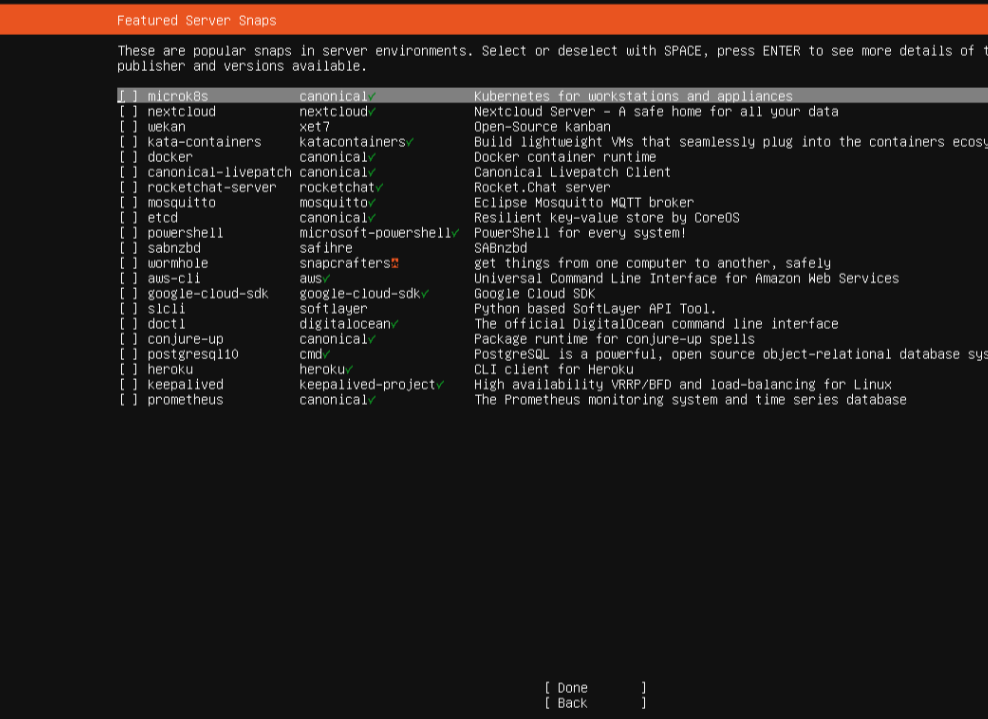 Featured Server Snaps
These are popular snaps in server environments. Select or deselect with SPACE, press ENTER to see more details of
publisher and versions available.
[ ] microk8s canonical✓ Kubernetes for workstations and appliances
[ ] nextcloud nextcloud✓ Nextcloud Server - A safe home for all your data
[ ] wekan xet7 Open-Source kanban
[ ] kata-containers katacontainers✓ Build lightweight VMs that seamlessly plug into the containers ecosy
[ ] docker canonical✓ Docker container runtime
[ ] canonical-livepatch canonical✓ Canonical Livepatch Client
[ ] rocketchat-server rocketchat✓ Rocket.Chat server
[ ] mosquitto mosquitto✓ Eclipse Mosquitto MQTT broker
[ ] etcd canonical✓ Resilient key-value store by CoreOS
[ ] powershell microsoft-powershell✓ PowerShell for every system!
[ ] sabnzbd safihre SABnzbd
[ ] wormhole snapcrafters get things from one computer to another, safely
[ ] aws-cli aws✓ Universal Command Line Interface for Amazon Web Services
[ ] google-cloud-sdk google-cloud-sdk✓ Google Cloud SDK
[ ] slcli softlayer Python based SoftLayer API Tool.
[ ] doctl digitalocean✓ The official DigitalOcean command line interface
[ ] conjure-up canonical✓ Package runtime for conjure-up spells
[ ] postgresql10 cmd✓ PostgreSQL is a powerful, open source object-relational database sys
[ ] heroku heroku✓ CLI client for Heroku
[ ] keepalived keepalived-project✓ High availability VRRP/BFD and load-balancing for Linux
[ ] prometheus canonical✓ The Prometheus monitoring system and time series database
[ Done ]
[ Back ]